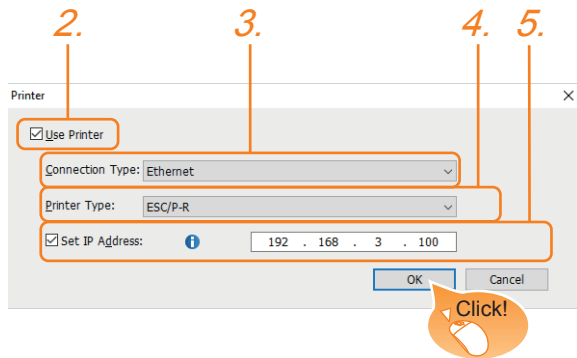 2. 3. 4. 5.
Printer
Use Printer
Connection Type: Ethernet
Printer Type: ESC/P-R
Set IP Address: 192 . 168 . 3 . 100
OK Cancel
Click!